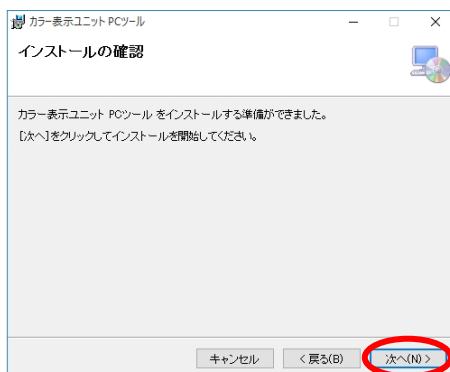 カラー表示ユニット PCツール
インストールの確認
カラー表示ユニット PCツール をインストールする準備ができました。
[次へ]をクリックしてインストールを開始してください。
キャンセル
< 戻る(B)
次へ(N) >